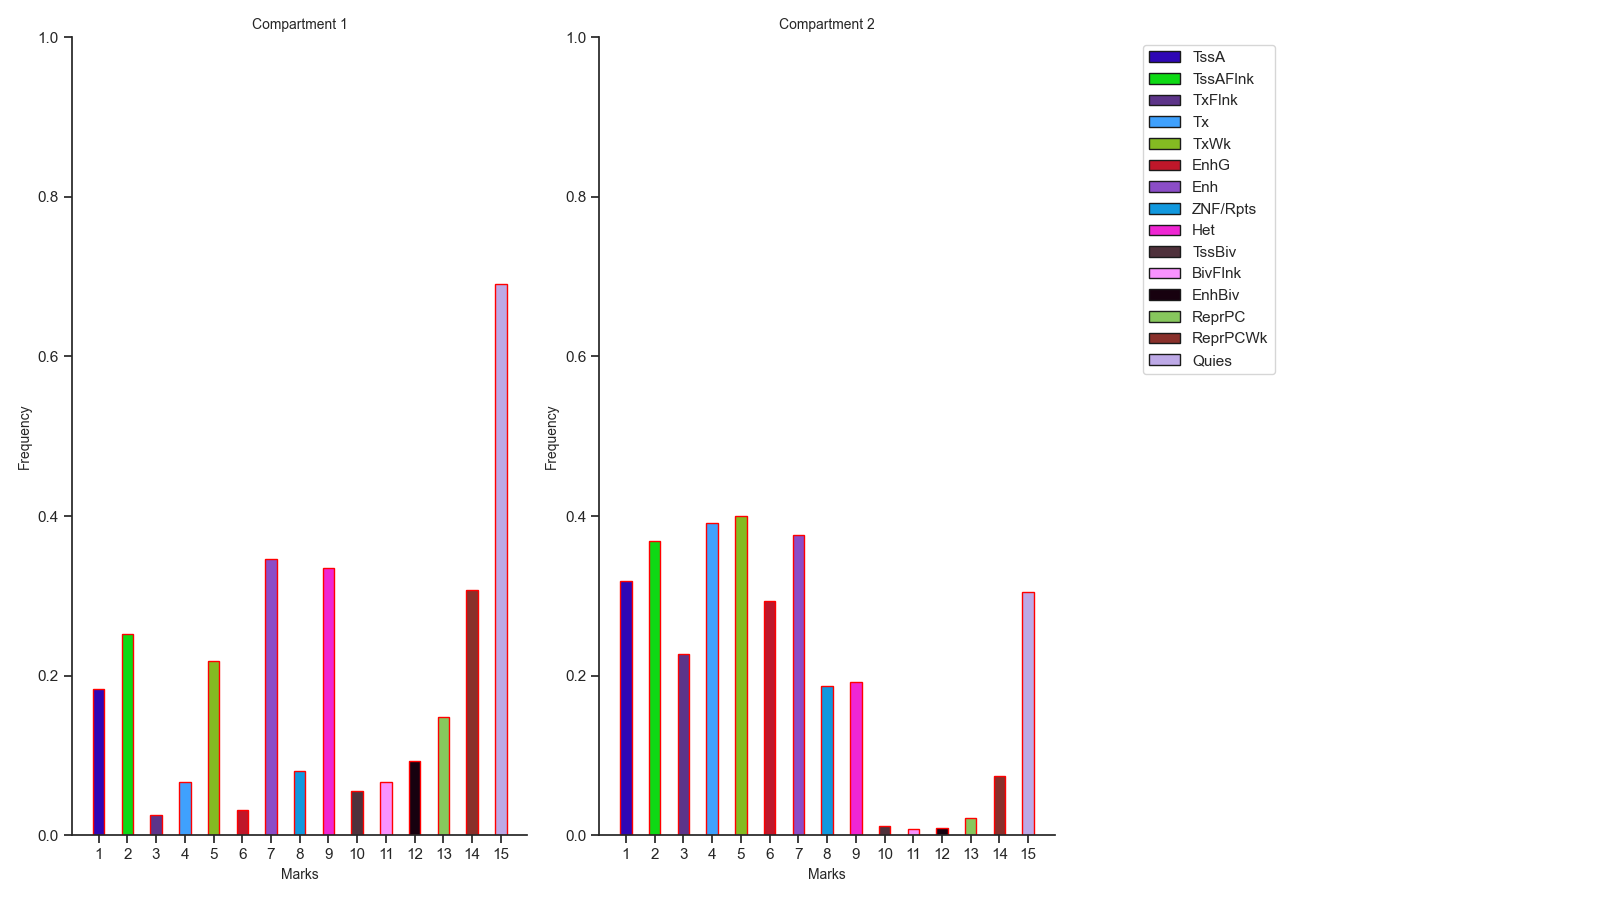 Compartment 1
1.0
0.8
0.6
0.4
0.2
0.0
Frequency
1 2 3 4 5 6 7 8 9 10 11 12 13 14 15
Marks
Compartment 2
1.0
0.8
0.6
0.4
0.2
0.0
Frequency
1 2 3 4 5 6 7 8 9 10 11 12 13 14 15
Marks
TssA
TssAFlnk
TxFlnk
Tx
TxWk
EnhG
Enh
ZNF/Rpts
Het
TssBiv
BivFlnk
EnhBiv
ReprPC
ReprPCWk
Quies